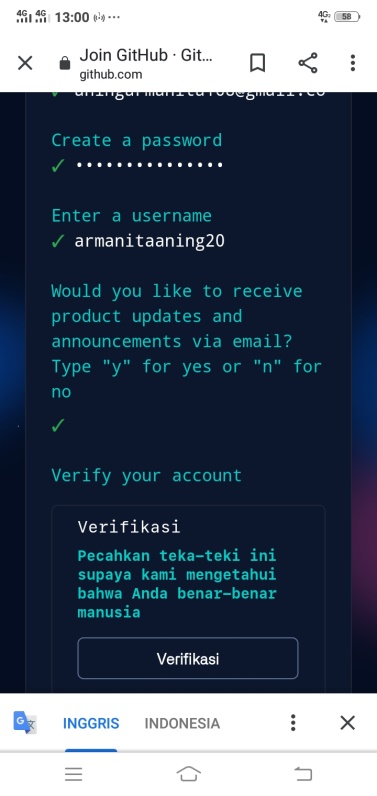 4G 4G 13:00 ··· 4G 58
Join GitHub · Git...
github.com
Create a password
✓ •••••••••••••••
Enter a username
✓ armanitaaning20
Would you like to receive
product updates and
announcements via email?
Type "y" for yes or "n" for
no
✓
Verify your account
Verifikasi
Pecahkan teka-teki ini
supaya kami mengetahui
bahwa Anda benar-benar
manusia
Verifikasi
INGGRIS INDONESIA